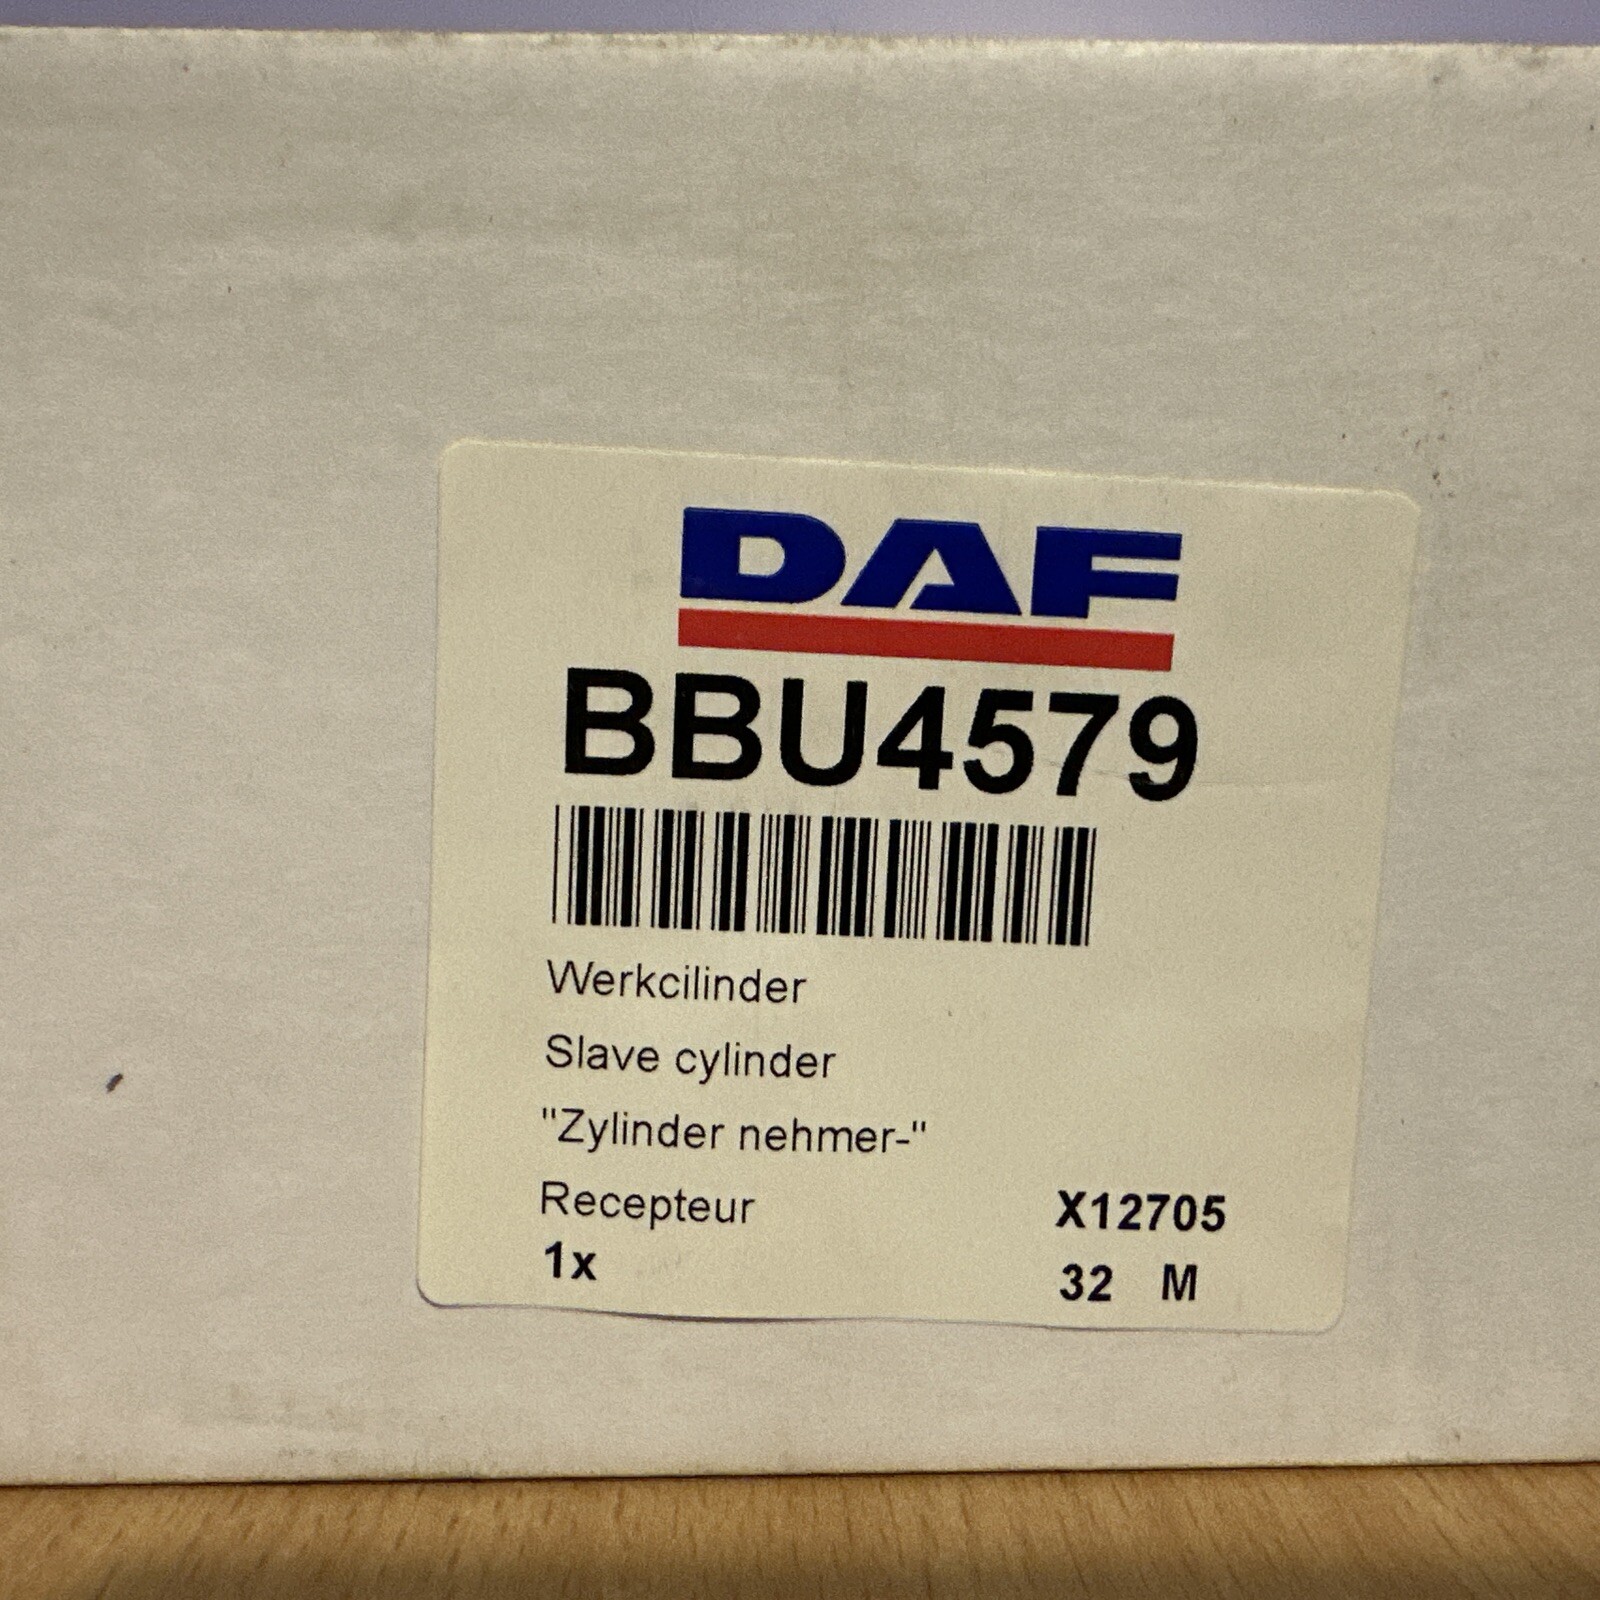 DAF
BBU4579
Werkcilinder
Slave cylinder
"Zylinder nehmer-"
Recepteur X12705
1x 32 M